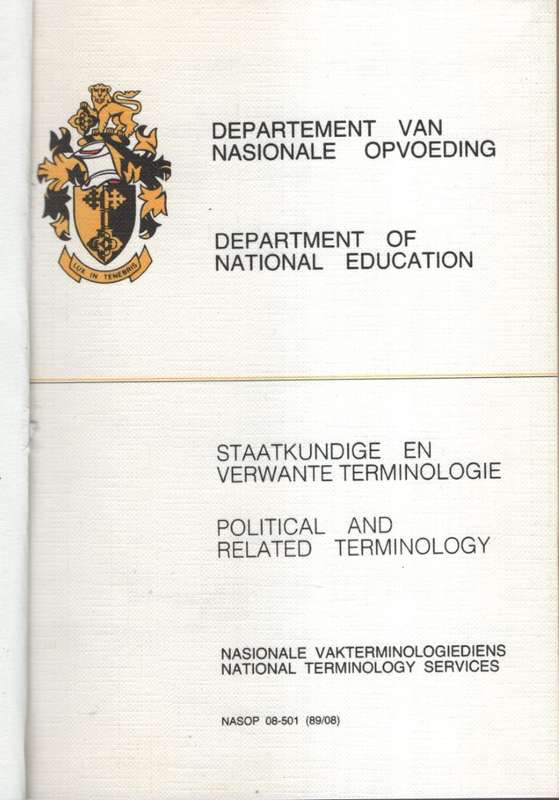 LUX IN TENEBRIS
DEPARTEMENT VAN
NASIONALE OPVOEDING
DEPARTMENT OF
NATIONAL EDUCATION
STAATKUNDIGE EN
VERWANTE TERMINOLOGIE
POLITICAL AND
RELATED TERMINOLOGY
NASIONALE VAKTERMINOLOGIEDIENS
NATIONAL TERMINOLOGY SERVICES
NASOP 08-501 (89/08)